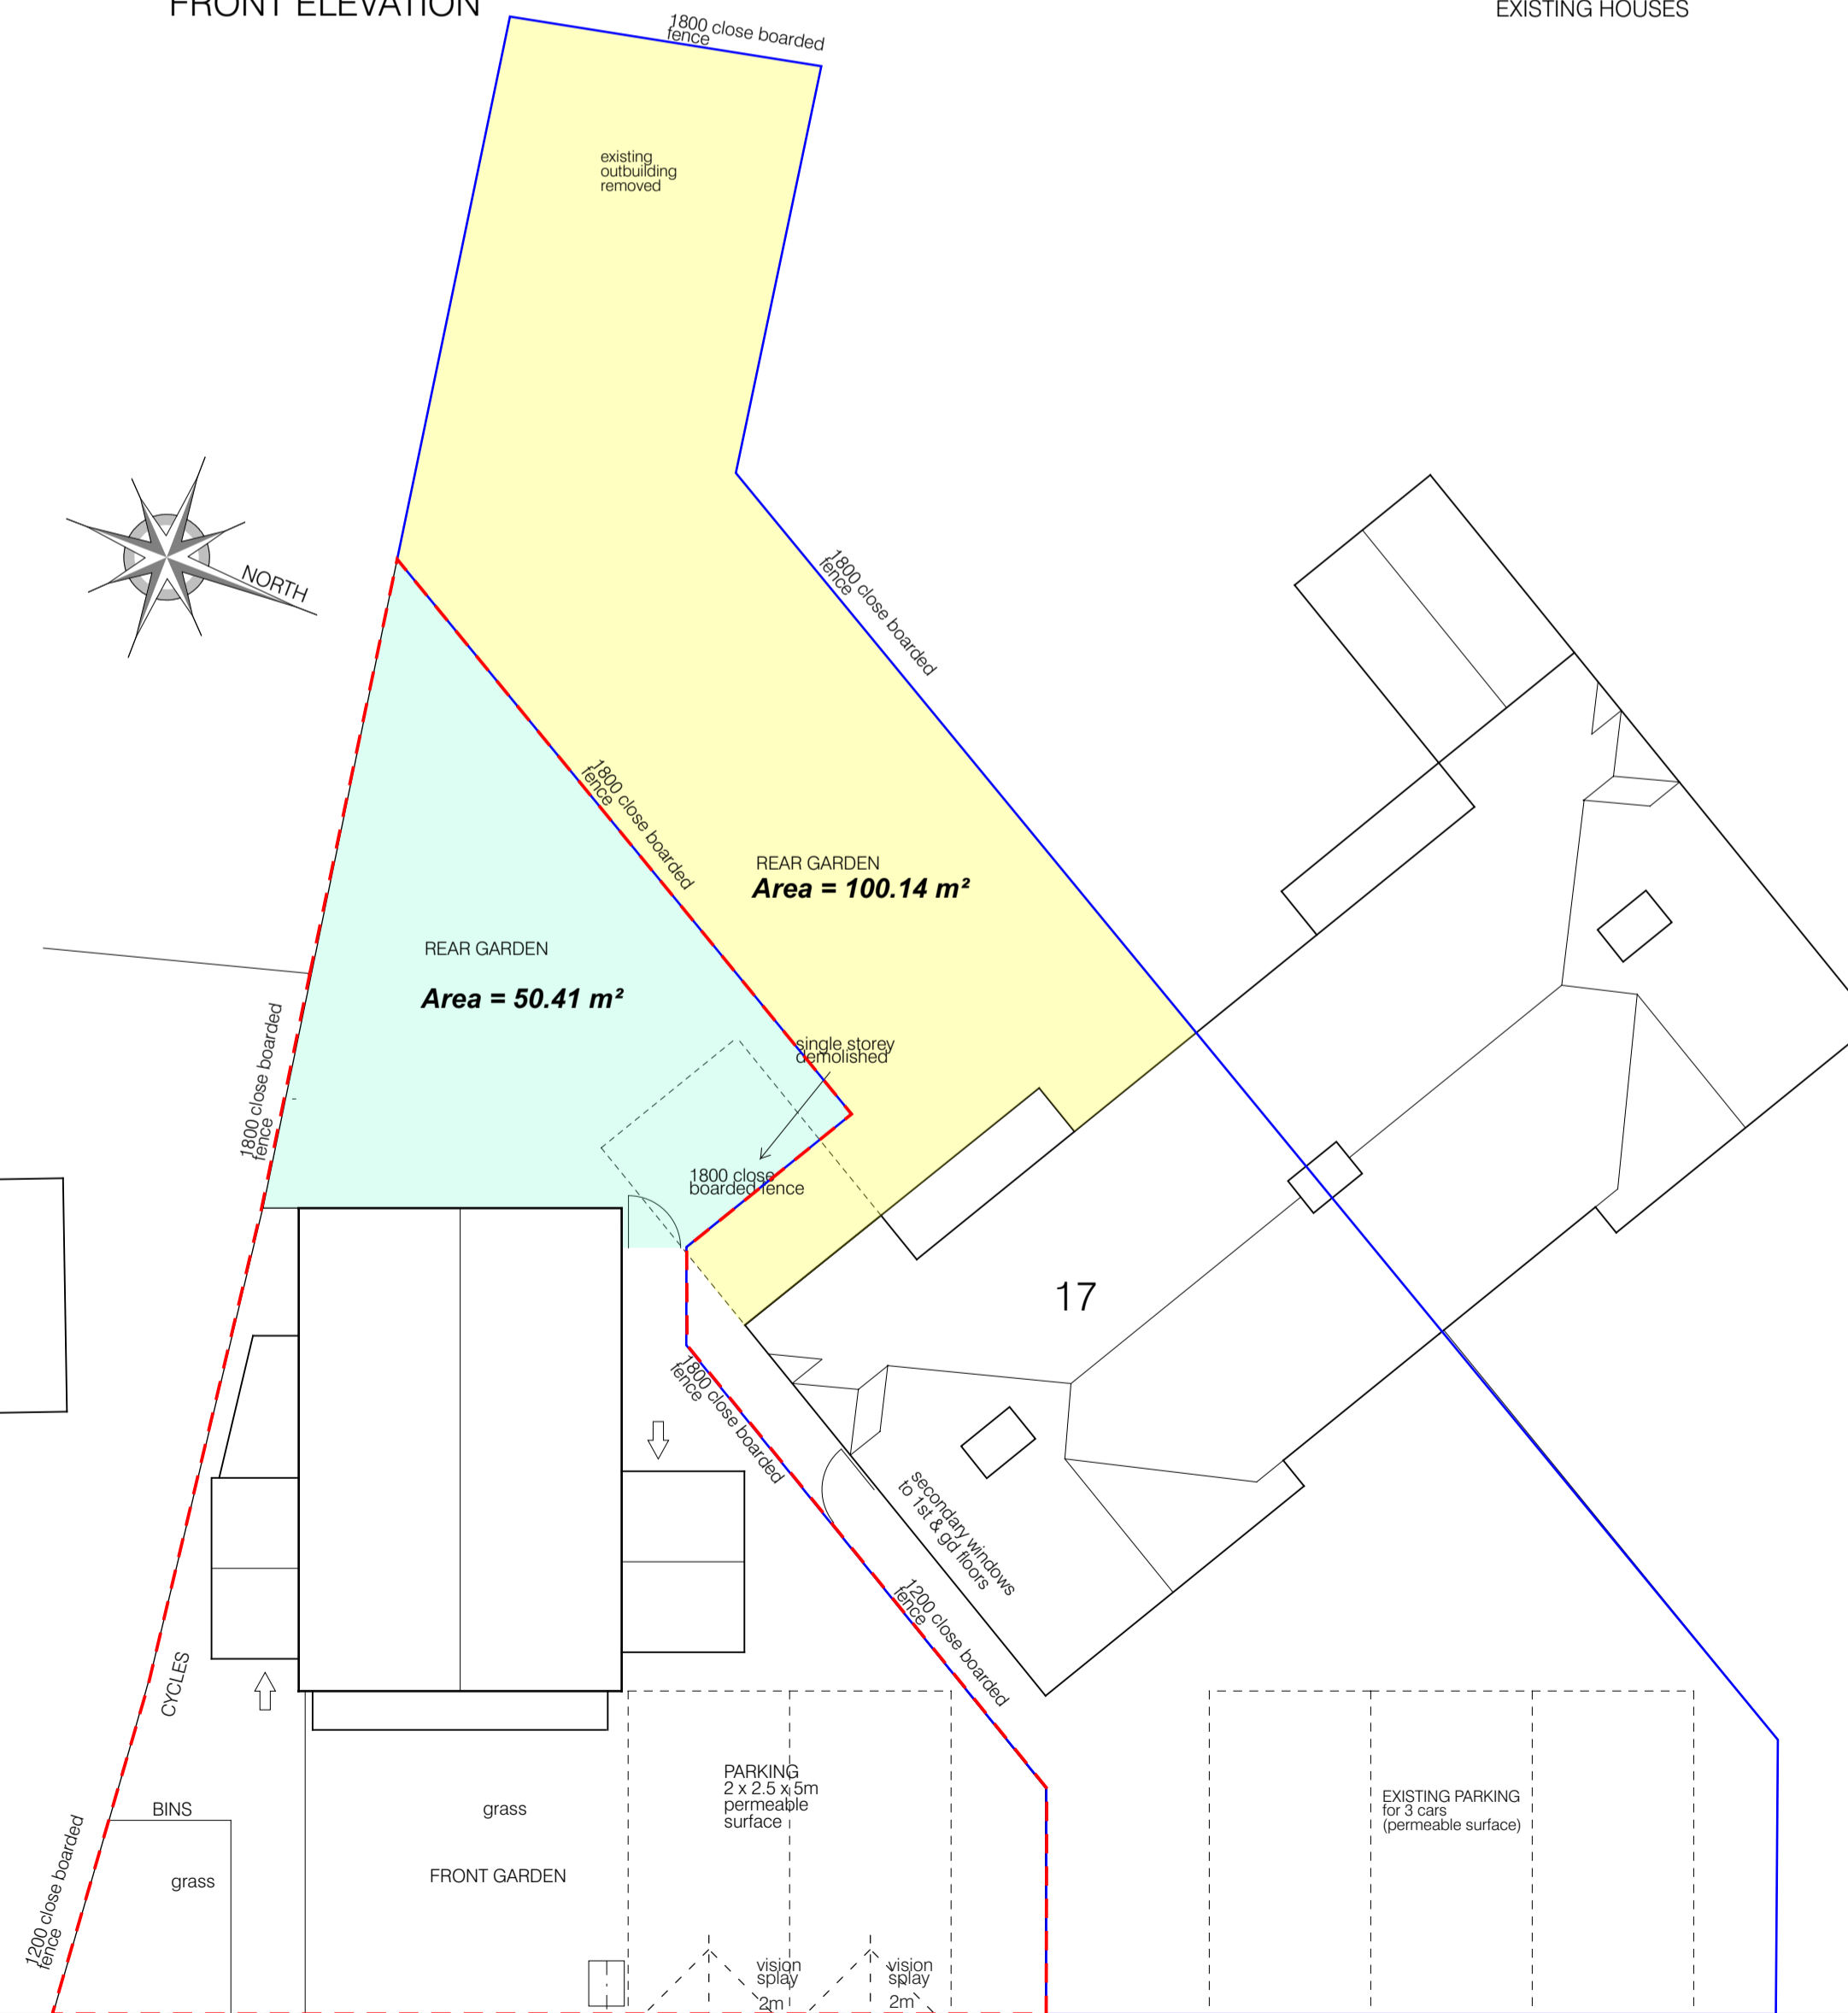 FRONT ELEVATION
EXISTING HOUSES
1800 close boarded
fence
existing
outbuilding
removed
NORTH
1800 close boarded
fence
1800 close boarded
fence
REAR GARDEN
Area = 100.14 m²
REAR GARDEN
Area = 50.41 m²
1800 close boarded
fence
single storey
demolished
1800 close
boarded fence
17
1800 close boarded
fence
secondary windows
to 1st & gd floors
1200 close boarded
fence
CYCLES
PARKING
2 x 2.5 x 5m
permeable
surface
EXISTING PARKING
for 3 cars
(permeable surface)
BINS
grass
FRONT GARDEN
grass
1200 close boarded
fence
vision
splay
2m
vision
splay
2m